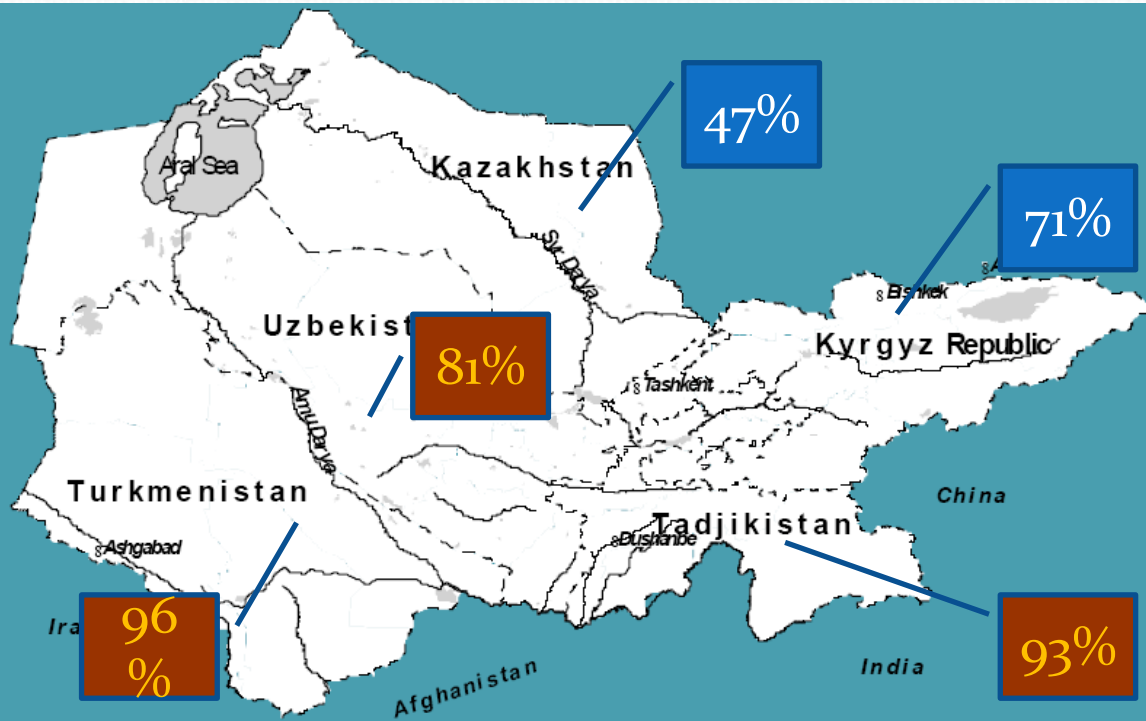 47%
Kazakhstan
Aral Sea
71%
Syr Darya
Bishkek
Uzbekist
Kyrgyz Republic
81%
Tashkent
Amu Darya
Turkmenistan
China
Tadjikistan
Dushanbe
Ashgabad
96
%
Ira
93%
India
Afghanistan